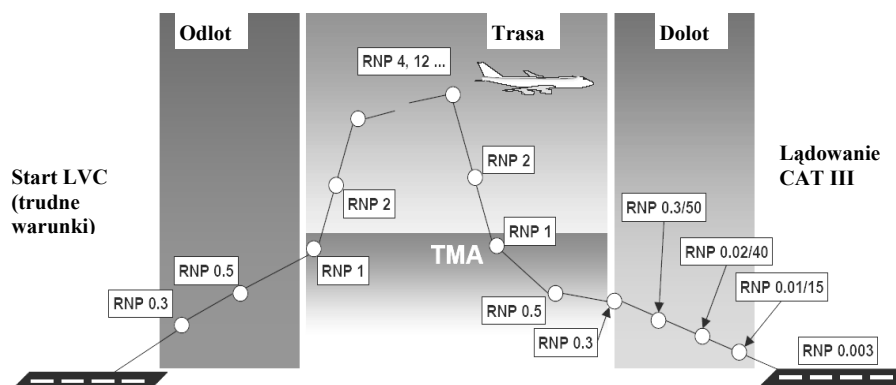 Odlot
Trasa
Dolot
RNP 4, 12 ...
Start LVC
(trudne
warunki)
Lądowanie
CAT III
RNP 2
RNP 2
RNP 0.3/50
RNP 1
RNP 1
TMA
RNP 0.02/40
RNP 0.5
RNP 0.01/15
RNP 0.3
RNP 0.5
RNP 0.3
RNP 0.003